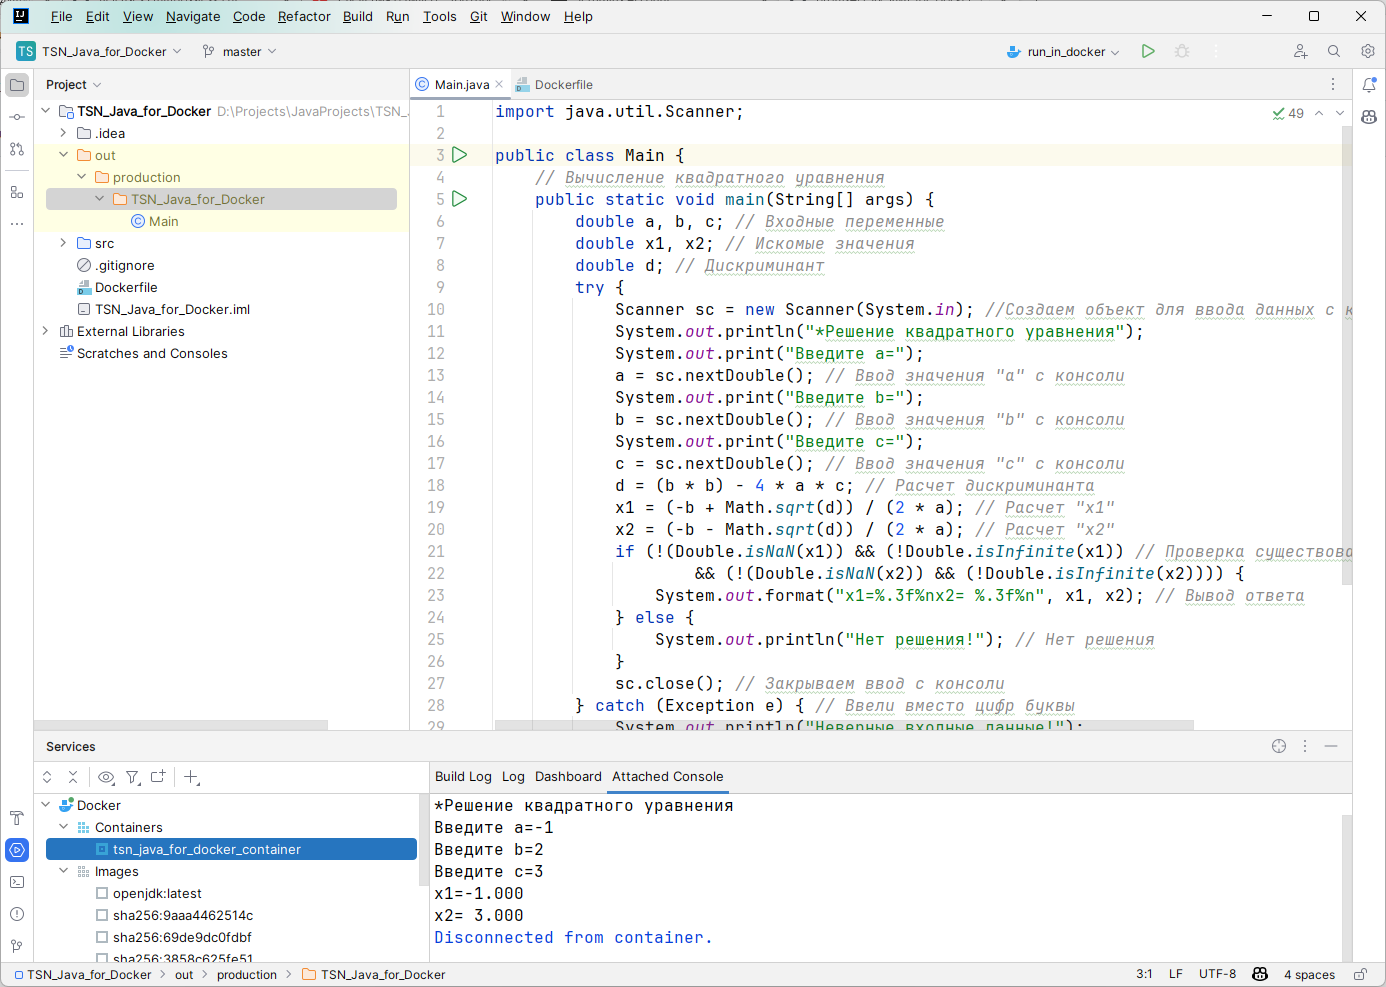 File Edit View Navigate Code Refactor Build Run Tools Git Window Help
TS TSN_Java_for_Docker master run_in_docker
Project Main.java Dockerfile
TSN_Java_for_Docker D:\Projects\JavaProjects\TSN_
.idea
out
production
TSN_Java_for_Docker
Main
src
.gitignore
Dockerfile
TSN_Java_for_Docker.iml
External Libraries
Scratches and Consoles
49
1 import java.util.Scanner;
2
3 public class Main {
4 // Вычисление квадратного уравнения
5 public static void main(String[] args) {
6 double a, b, c; // Входные переменные
7 double x1, x2; // Искомые значения
8 double d; // Дискриминант
9 try {
10 Scanner sc = new Scanner(System.in); //Создаем объект для ввода данных с к
11 System.out.println("*Решение квадратного уравнения");
12 System.out.print("Введите a=");
13 a = sc.nextDouble(); // Ввод значения "a" с консоли
14 System.out.print("Введите b=");
15 b = sc.nextDouble(); // Ввод значения "b" с консоли
16 System.out.print("Введите c=");
17 c = sc.nextDouble(); // Ввод значения "c" с консоли
18 d = (b * b) - 4 * a * c; // Расчет дискриминанта
19 x1 = (-b + Math.sqrt(d)) / (2 * a); // Расчет "x1"
20 x2 = (-b - Math.sqrt(d)) / (2 * a); // Расчет "x2"
21 if (!(Double.isNaN(x1)) && (!Double.isInfinite(x1)) // Проверка существова
22 && (!(Double.isNaN(x2)) && (!Double.isInfinite(x2)))) {
23 System.out.format("x1=%.3f%nx2= %.3f%n", x1, x2); // Вывод ответа
24 } else {
25 System.out.println("Нет решения!"); // Нет решения
26 }
27 sc.close(); // Закрываем ввод с консоли
28 } catch (Exception e) { // Ввели вместо цифр буквы
29 System.out.println("Неверные входные данные!");
Services
Build Log Log Dashboard Attached Console
Docker
Containers
tsn_java_for_docker_container
Images
openjdk:latest
sha256:9aaa4462514c
sha256:69de9dc0fdbf
sha256:3858c625fe51
*Решение квадратного уравнения
Введите a=-1
Введите b=2
Введите c=3
x1=-1.000
x2= 3.000
Disconnected from container.
TSN_Java_for_Docker out production TSN_Java_for_Docker 3:1 LF UTF-8 4 spaces